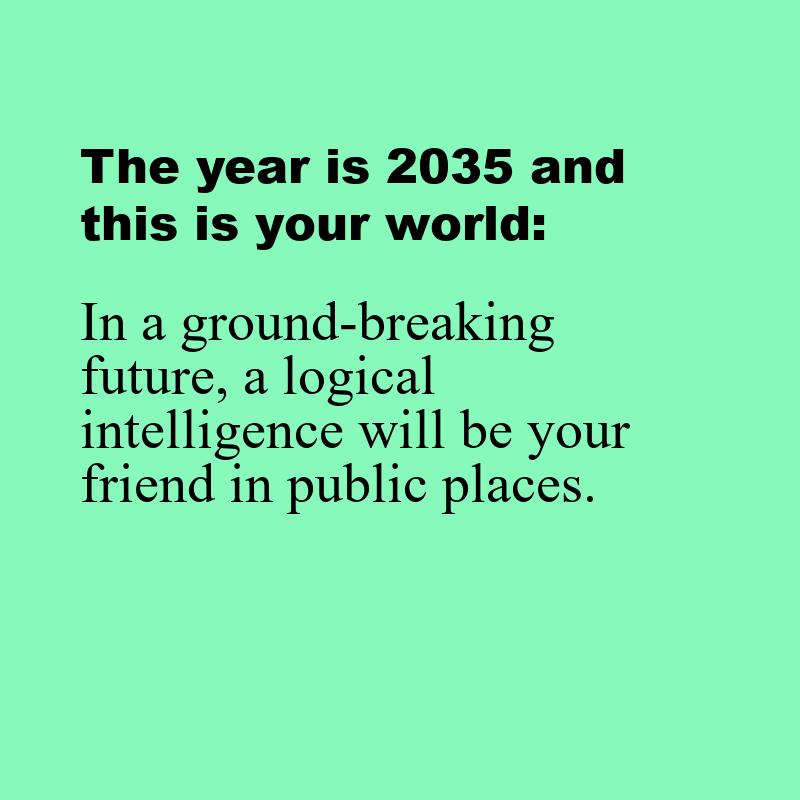 The year is 2035 and
this is your world:
In a ground-breaking
future, a logical
intelligence will be your
friend in public places.